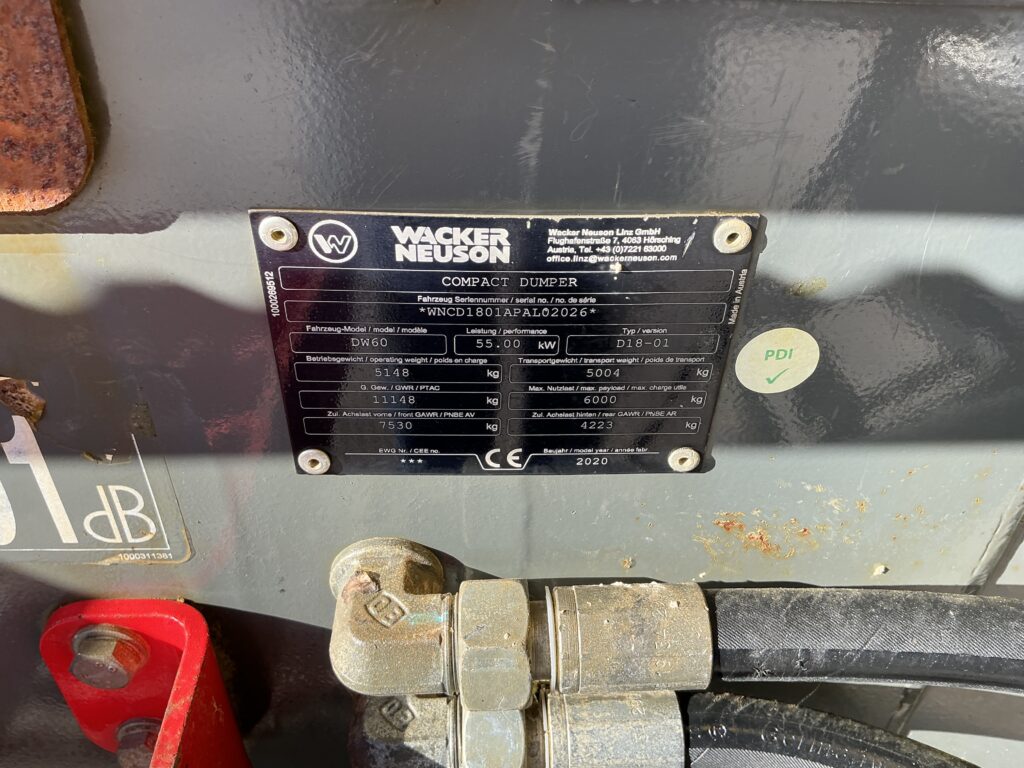 W
WACKER
NEUSON
Wacker Neuson Linz GmbH
Flughafenstraße 7, 4063 Hörsching
Austria, Tel. +43 (0)7221 63000
office.linz@wackerneuson.com
1000269512
Made in Austria
COMPACT DUMPER
Fahrzeug Seriennummer / serial no. / no. de série
*WNCD1801APAL02026*
Fahrzeug-Model / model / modèle
DW60
Leistung / performance
55.00 kW
Typ / version
D18-01
Betriebsgewicht / operating weight / poids en charge
5148 kg
Transportgewicht / transport weight / poids de transport
5004 kg
G. Gew. / GWR / PTAC
11148 kg
Max. Nutzlast / max. payload / max. charge utile
6000 kg
Zul. Achslast vorne / front GAWR / PNBE AV
7530 kg
Zul. Achslast hinten / rear GAWR / PNBE AR
4223 kg
EWG Nr. / CEE no.
***
CE
Baujahr / model year / année fabr.
2020
PDI
1 dB
1000311381